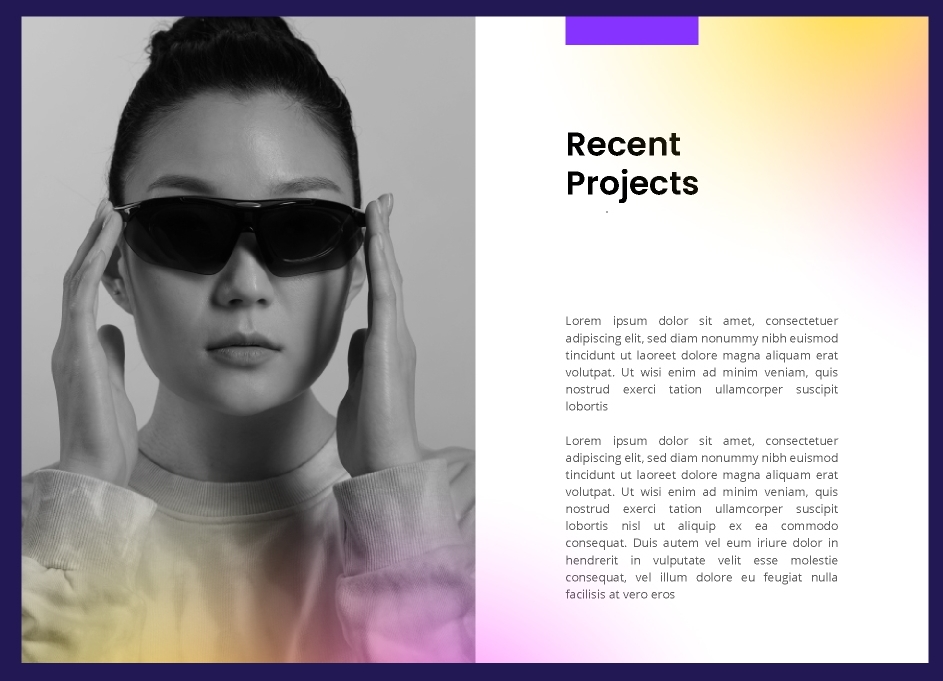 Recent
Projects
Lorem ipsum dolor sit amet, consectetuer
adipiscing elit, sed diam nonummy nibh euismod
tincidunt ut laoreet dolore magna aliquam erat
volutpat. Ut wisi enim ad minim veniam, quis
nostrud exerci tation ullamcorper suscipit
lobortis
Lorem ipsum dolor sit amet, consectetuer
adipiscing elit, sed diam nonummy nibh euismod
tincidunt ut laoreet dolore magna aliquam erat
volutpat. Ut wisi enim ad minim veniam, quis
nostrud exerci tation ullamcorper suscipit
lobortis nisl ut aliquip ex ea commodo
consequat. Duis autem vel eum iriure dolor in
hendrerit in vulputate velit esse molestie
consequat, vel illum dolore eu feugiat nulla
facilisis at vero eros